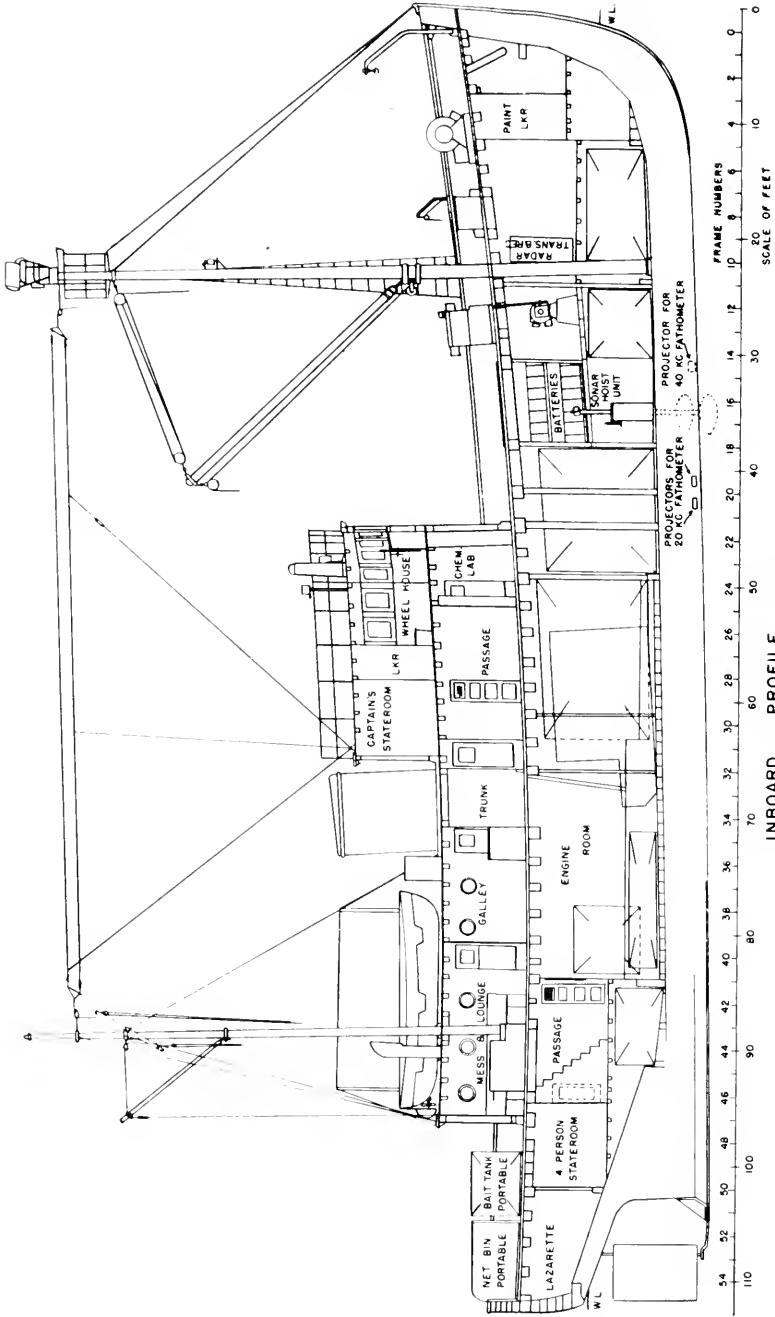 W L
NET BIN
PORTABLE
BAIT TANK
PORTABLE
LAZARETTE
4 PERSON
STATEROOM
PASSAGE
MESS & LOUNGE
GALLEY
TRUNK
ENGINE
ROOM
CAPTAIN'S
STATEROOM
LKR
WHEEL HOUSE
PASSAGE
CHEM.
LAB
BATTERIES
SONAR
HOIST
UNIT
RADAR
TRANS.BR
PAINT
LKR
W L.
PROJECTORS FOR
20 KC FATHOMETER
PROJECTOR FOR
40 KC FATHOMETER
FRAME NUMBERS
54 52 50 48 46 44 42 40 38 36 34 32 30 28 26 24 22 20 18 16 14 12 10 8 6 4 2 0
110 100 90 80 70 60 50 40 30 20 10 0
SCALE OF FEET
INBOARD PROFILE